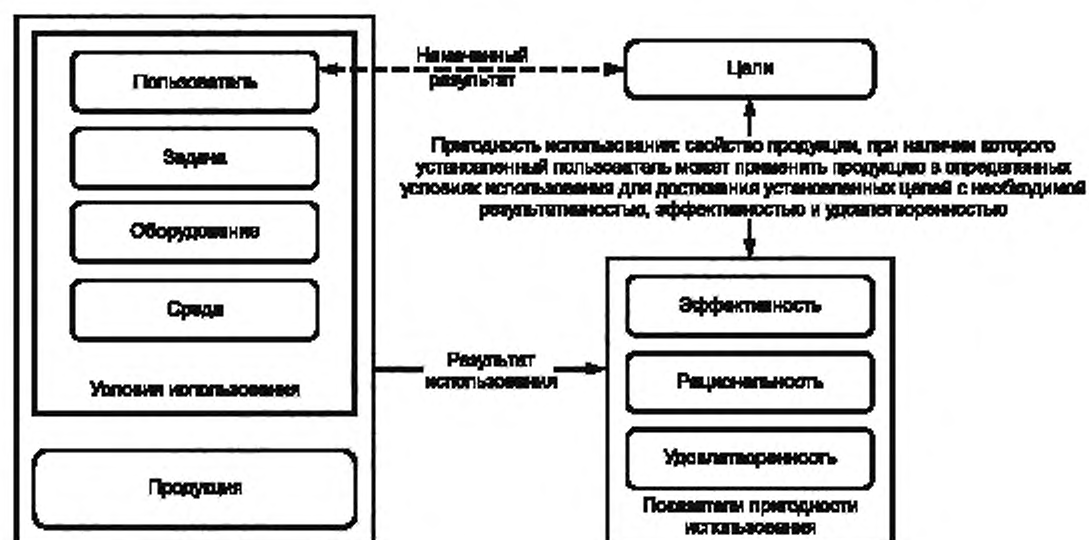 Пользователь
Задача
Оборудование
Среда
Условия использования
Продукция
Намеченный
результат
Цели
Пригодность использования: свойство продукции, при наличии которого
установленный пользователь может применить продукцию в определенных
условиях использования для достижения установленных целей с необходимой
результативностью, эффективностью и удовлетворенностью
Результат
использования
Эффективность
Рациональность
Удовлетворенность
Показатели пригодности
использования